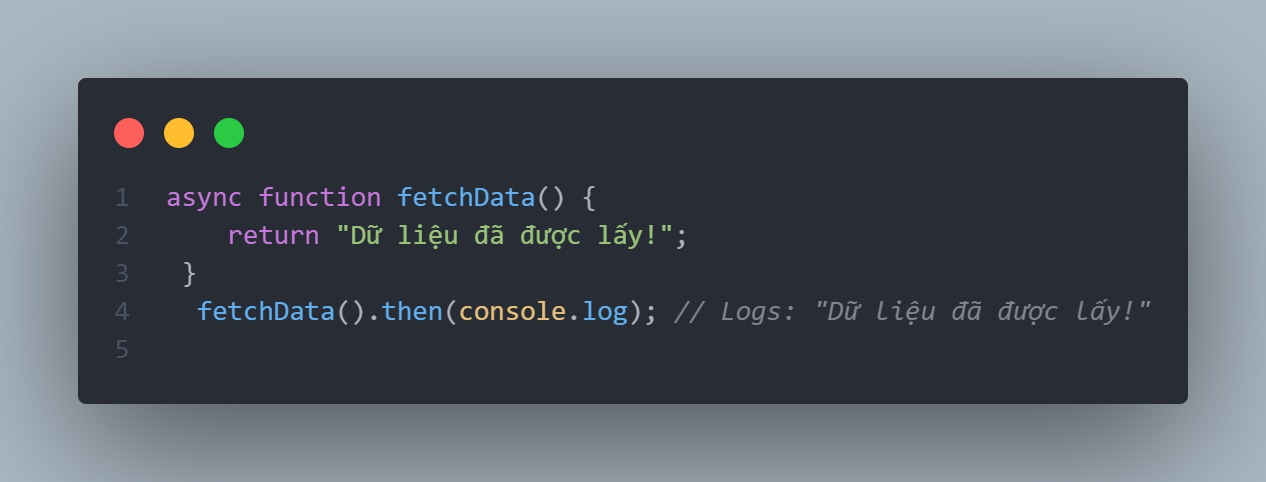 1 async function fetchData() {
2 return "Dữ liệu đã được lấy!";
3 }
4 fetchData().then(console.log); // Logs: "Dữ liệu đã được lấy!"
5